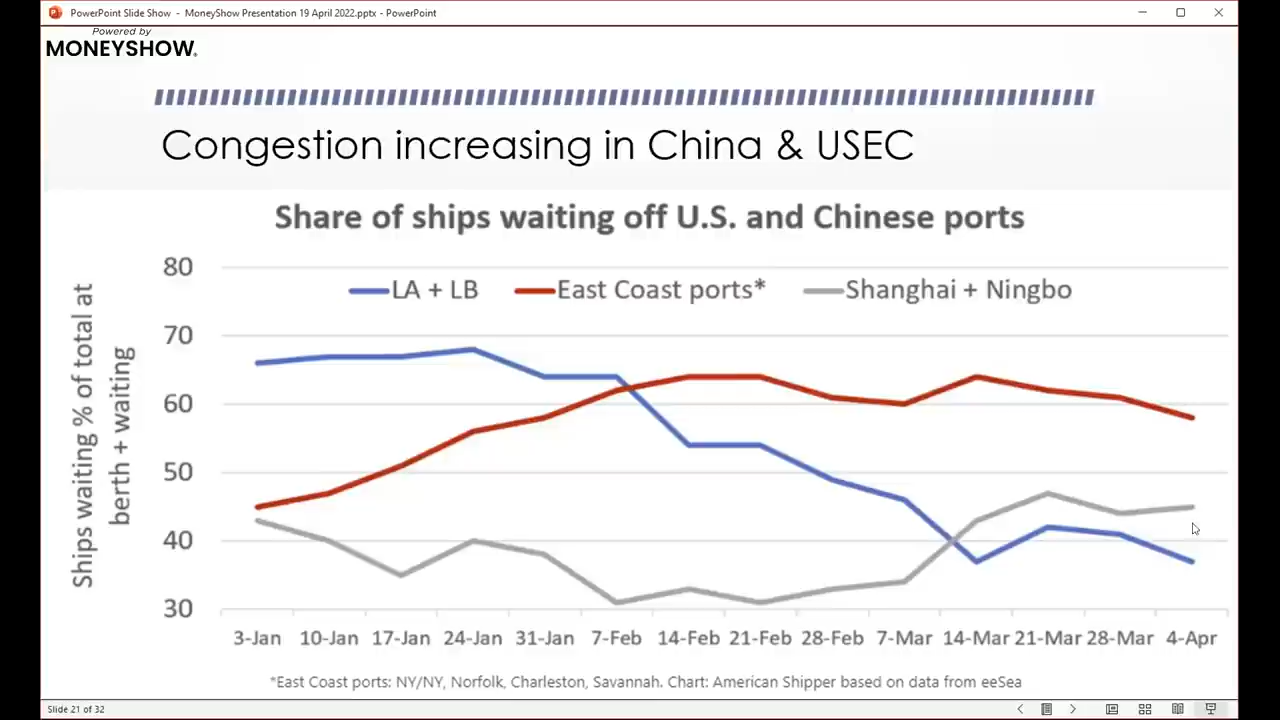 PowerPoint Slide Show - MoneyShow Presentation 19 April 2022.pptx - PowerPoint
Powered by
MONEYSHOW.
Congestion increasing in China & USEC
Share of ships waiting off U.S. and Chinese ports
Ships waiting % of total at
berth + waiting
80
LA + LB East Coast ports* Shanghai + Ningbo
70
60
50
40
30
3-Jan 10-Jan 17-Jan 24-Jan 31-Jan 7-Feb 14-Feb 21-Feb 28-Feb 7-Mar 14-Mar 21-Mar 28-Mar 4-Apr
*East Coast ports: NY/NY, Norfolk, Charleston, Savannah. Chart: American Shipper based on data from eeSea
Slide 21 of 32